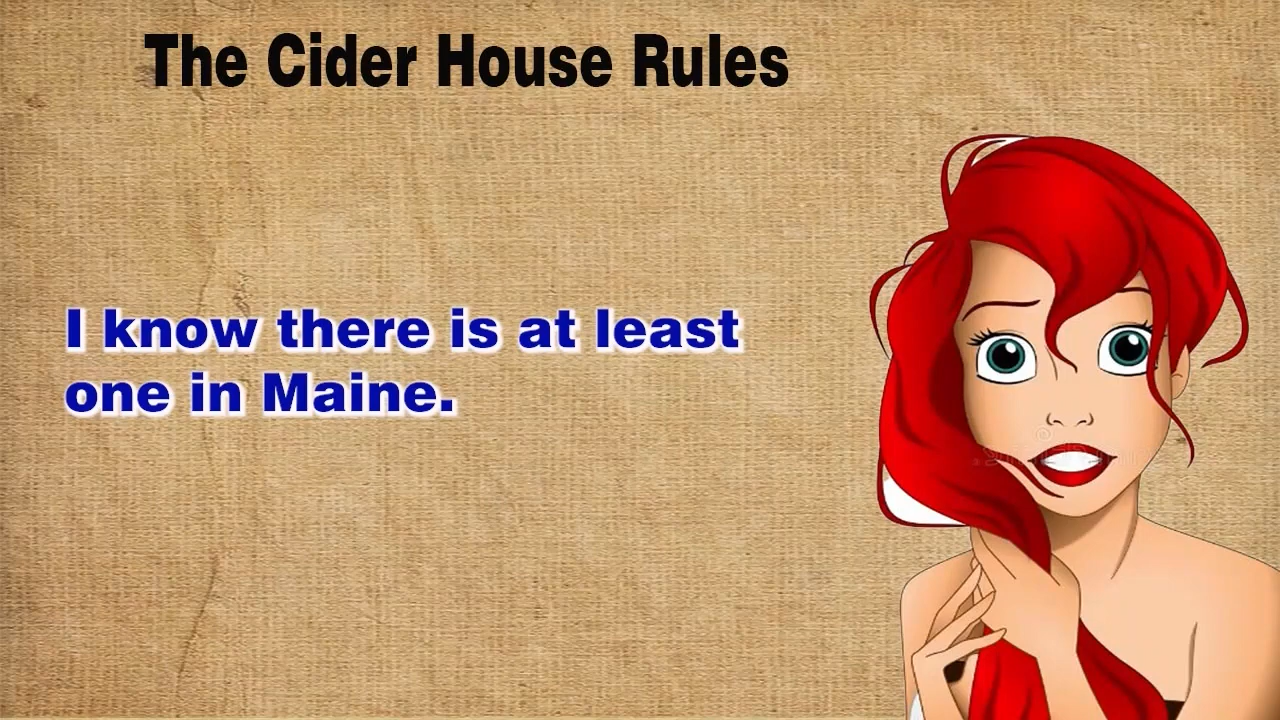 The Cider House Rules
I know there is at least
one in Maine.